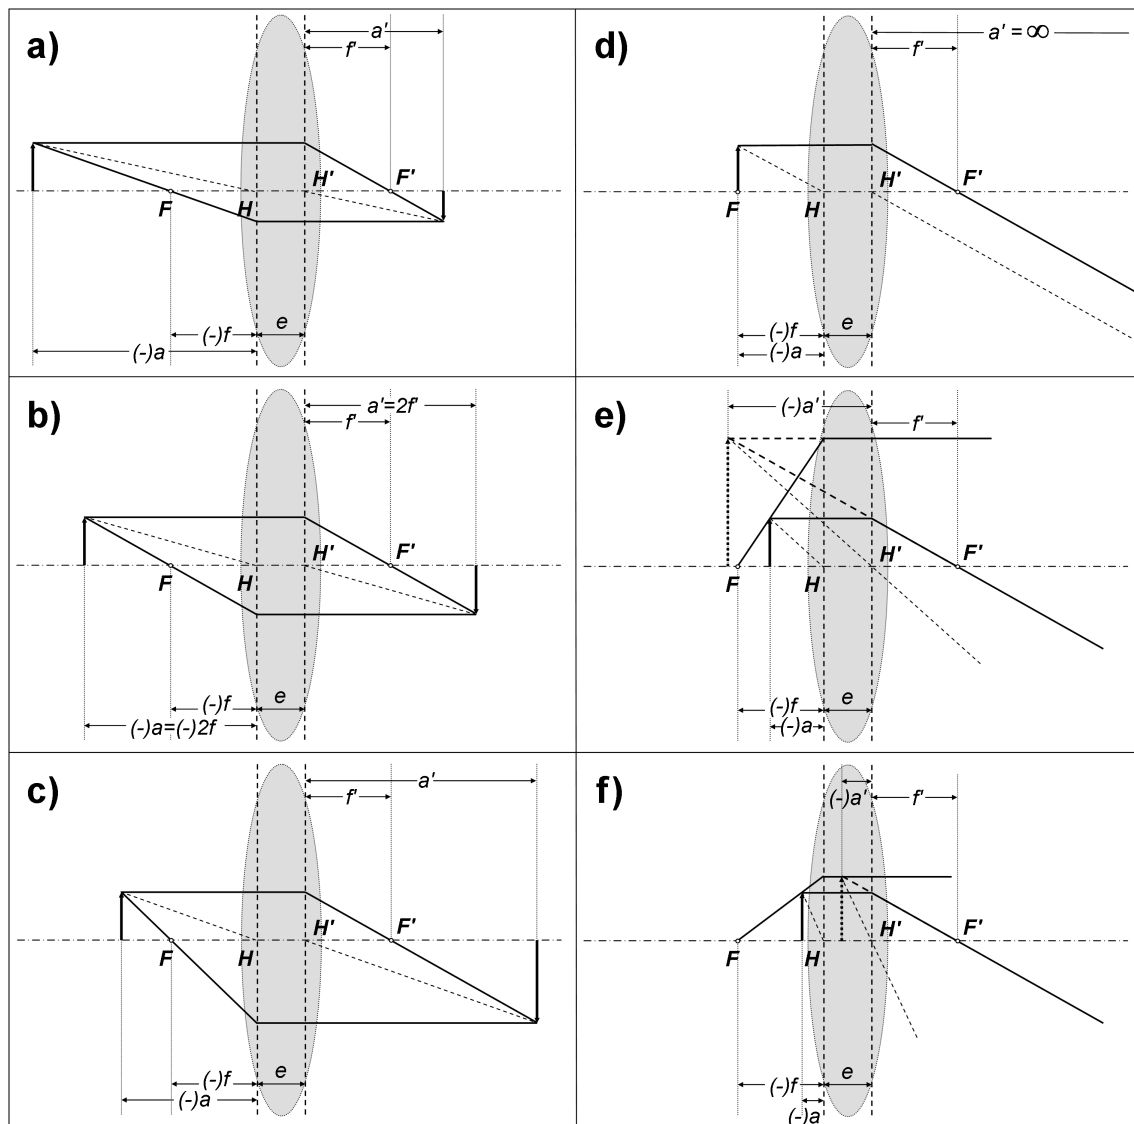 a)
a'
f'
F
H
H'
F'
(-)f
e
(-)a
b)
a'=2f'
f'
F
H
H'
F'
(-)f
e
(-)a=(-)2f
c)
a'
f'
F
H
H'
F'
(-)f
e
(-)a
d)
a' = ∞
f'
F
H
H'
F'
(-)f
e
(-)a
e)
(-)a'
f'
F
H
H'
F'
(-)f
e
(-)a
f)
(-)a'
f'
F
H
H'
F'
(-)f
e
(-)a